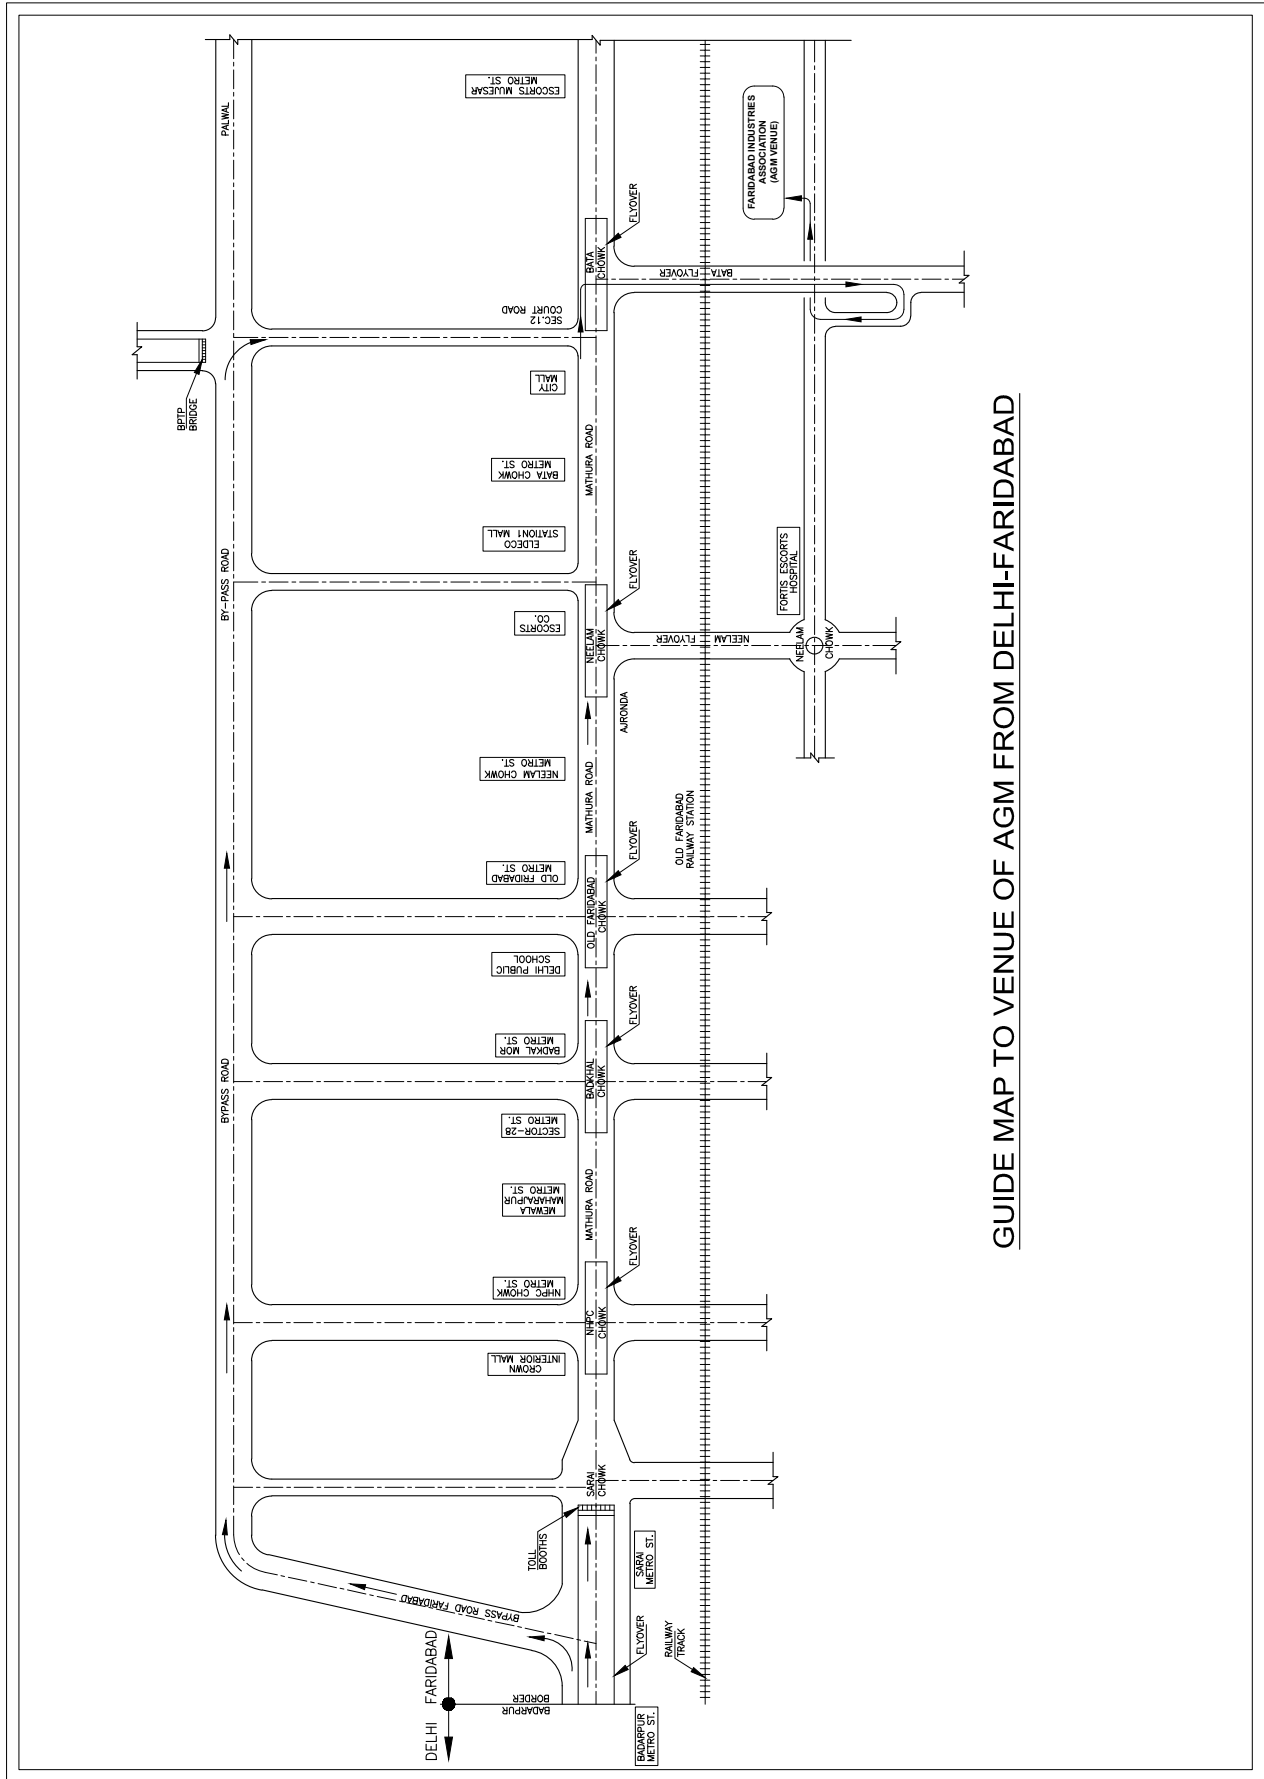 PALWAL
ESCORTS MUJESAR
METRO ST.
FARIDABAD INDUSTRIES
ASSOCIATION
(AGM VENUE)
FLYOVER
BATA
CHOWK
BATA FLYOVER
SEC.12
COURT ROAD
BPTP
BRIDGE
CITY
MALL
MATHURA ROAD
BATA CHOWK
METRO ST.
ELDECO
STATION1 MALL
BY-PASS ROAD
FLYOVER
FORTIS ESCORTS
HOSPITAL
ESCORTS
CO.
NEELAM
CHOWK
NEELAM FLYOVER
NEELAM
CHOWK
AJRONDA
NEELAM CHOWK
METRO ST.
MATHURA ROAD
OLD FARIDABAD
RAILWAY STATION
FLYOVER
OLD FRIDABAD
METRO ST.
OLD FARIDABAD
CHOWK
DELHI PUBLIC
SCHOOL
FLYOVER
BADKAL MOR
METRO ST.
BADKHAL
CHOWK
BYPASS ROAD
SECTOR-28
METRO ST.
MEWALA
MAHARAJPUR
METRO ST.
MATHURA ROAD
FLYOVER
NHPC CHOWK
METRO ST.
NHPC
CHOWK
CROWN
INTERIOR MALL
SARAI
CHOWK
TOLL
BOOTHS
SARAI
METRO ST.
BYPASS ROAD FARIDABAD
FLYOVER
RAILWAY
TRACK
DELHI FARIDABAD
BADARPUR
BORDER
BADARPUR
METRO ST.
GUIDE MAP TO VENUE OF AGM FROM DELHI-FARIDABAD